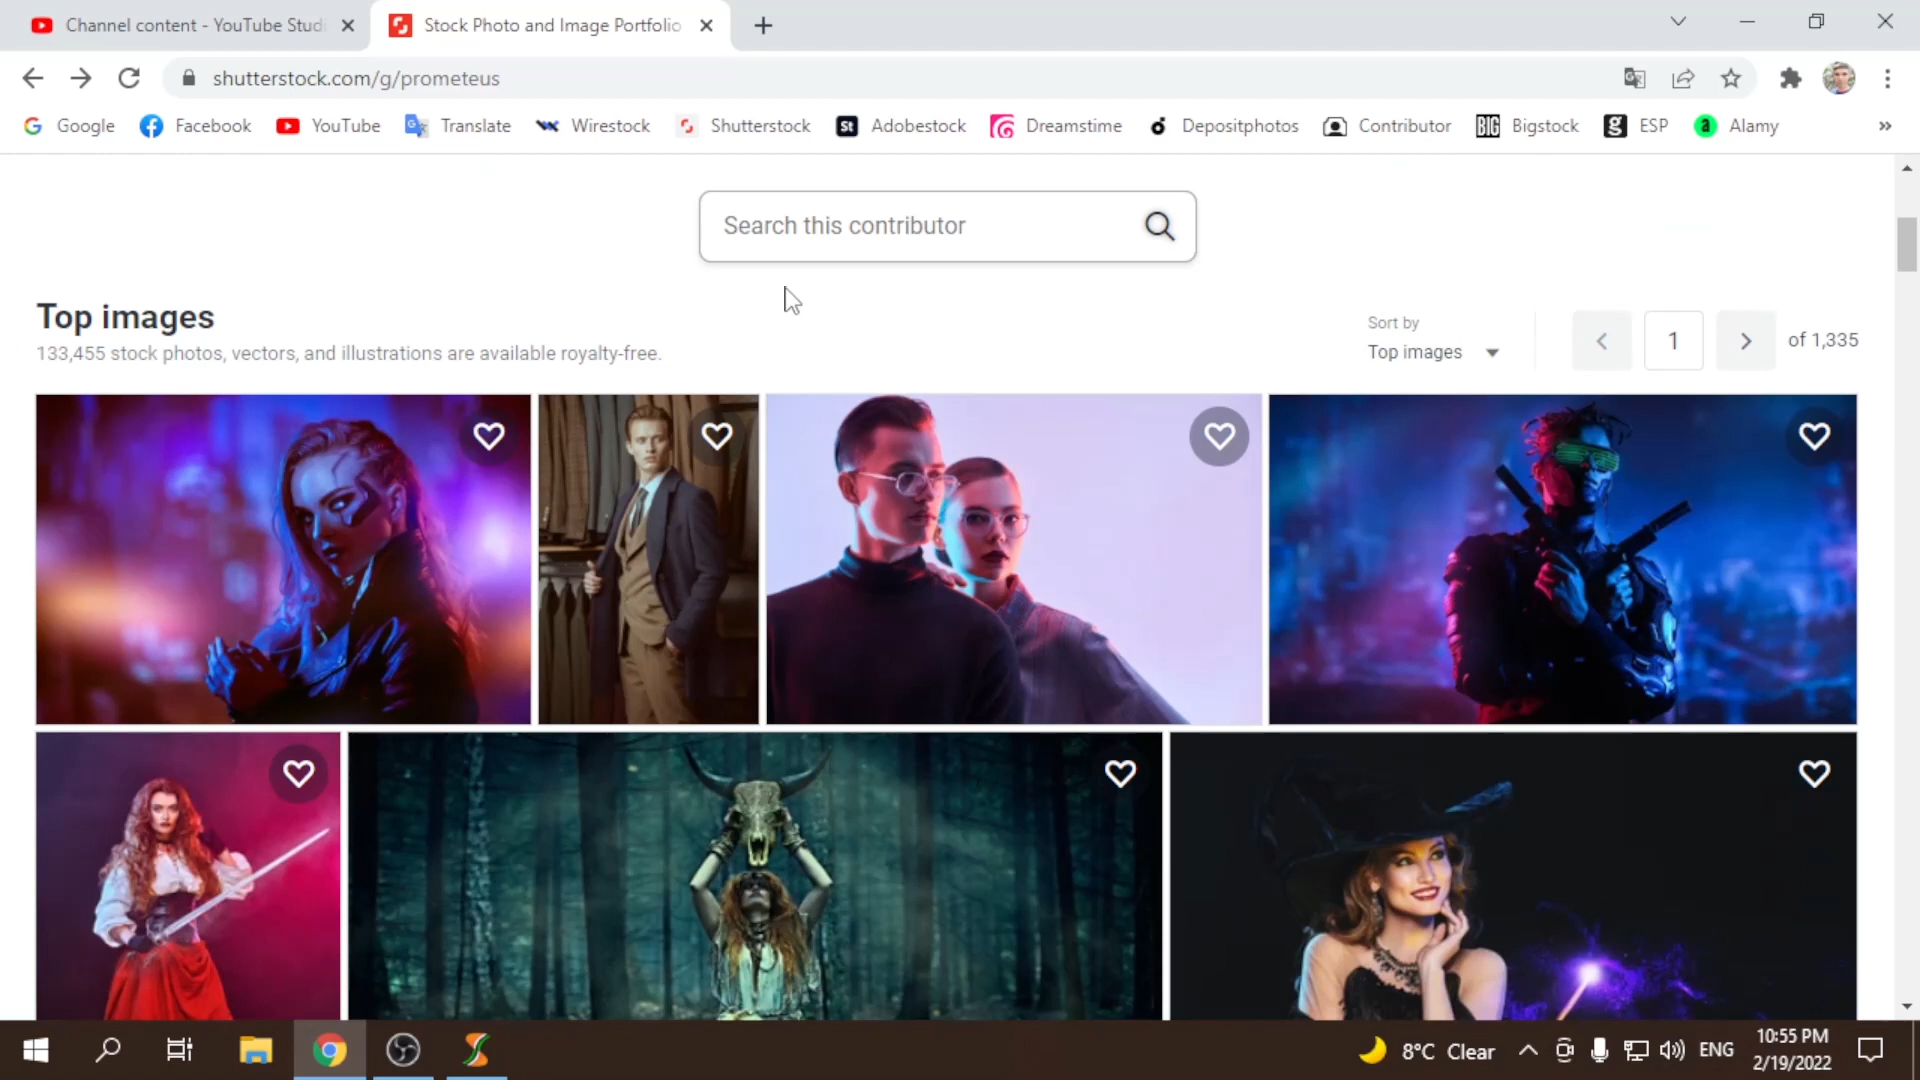 Channel content - YouTube Studi
Stock Photo and Image Portfolio
shutterstock.com/g/prometeus
Google Facebook YouTube Translate Wirestock Shutterstock Adobestock Dreamstime Depositphotos Contributor Bigstock ESP Alamy »
Search this contributor
Top images
133,455 stock photos, vectors, and illustrations are available royalty-free.
Sort by
Top images
1 of 1,335
8°C Clear ENG
10:55 PM
2/19/2022